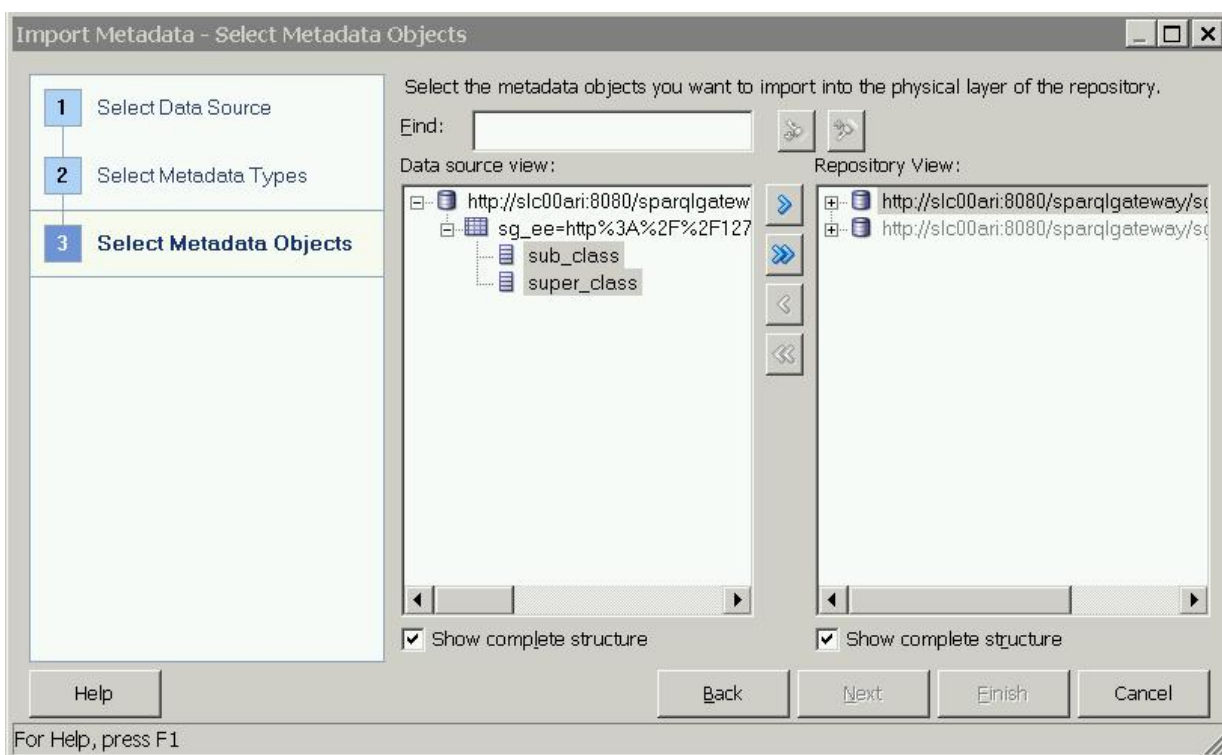 Import Metadata - Select Metadata Objects
1 Select Data Source
2 Select Metadata Types
3 Select Metadata Objects
Select the metadata objects you want to import into the physical layer of the repository.
Find:
Data source view:
http://slc00ari:8080/sparqlgatew
sg_ee=http%3A%2F%2F127
sub_class
super_class
Show complete structure
Repository View:
http://slc00ari:8080/sparqlgateway/s
http://slc00ari:8080/sparqlgateway/s
Show complete structure
Help
Back
Next
Finish
Cancel
For Help, press F1